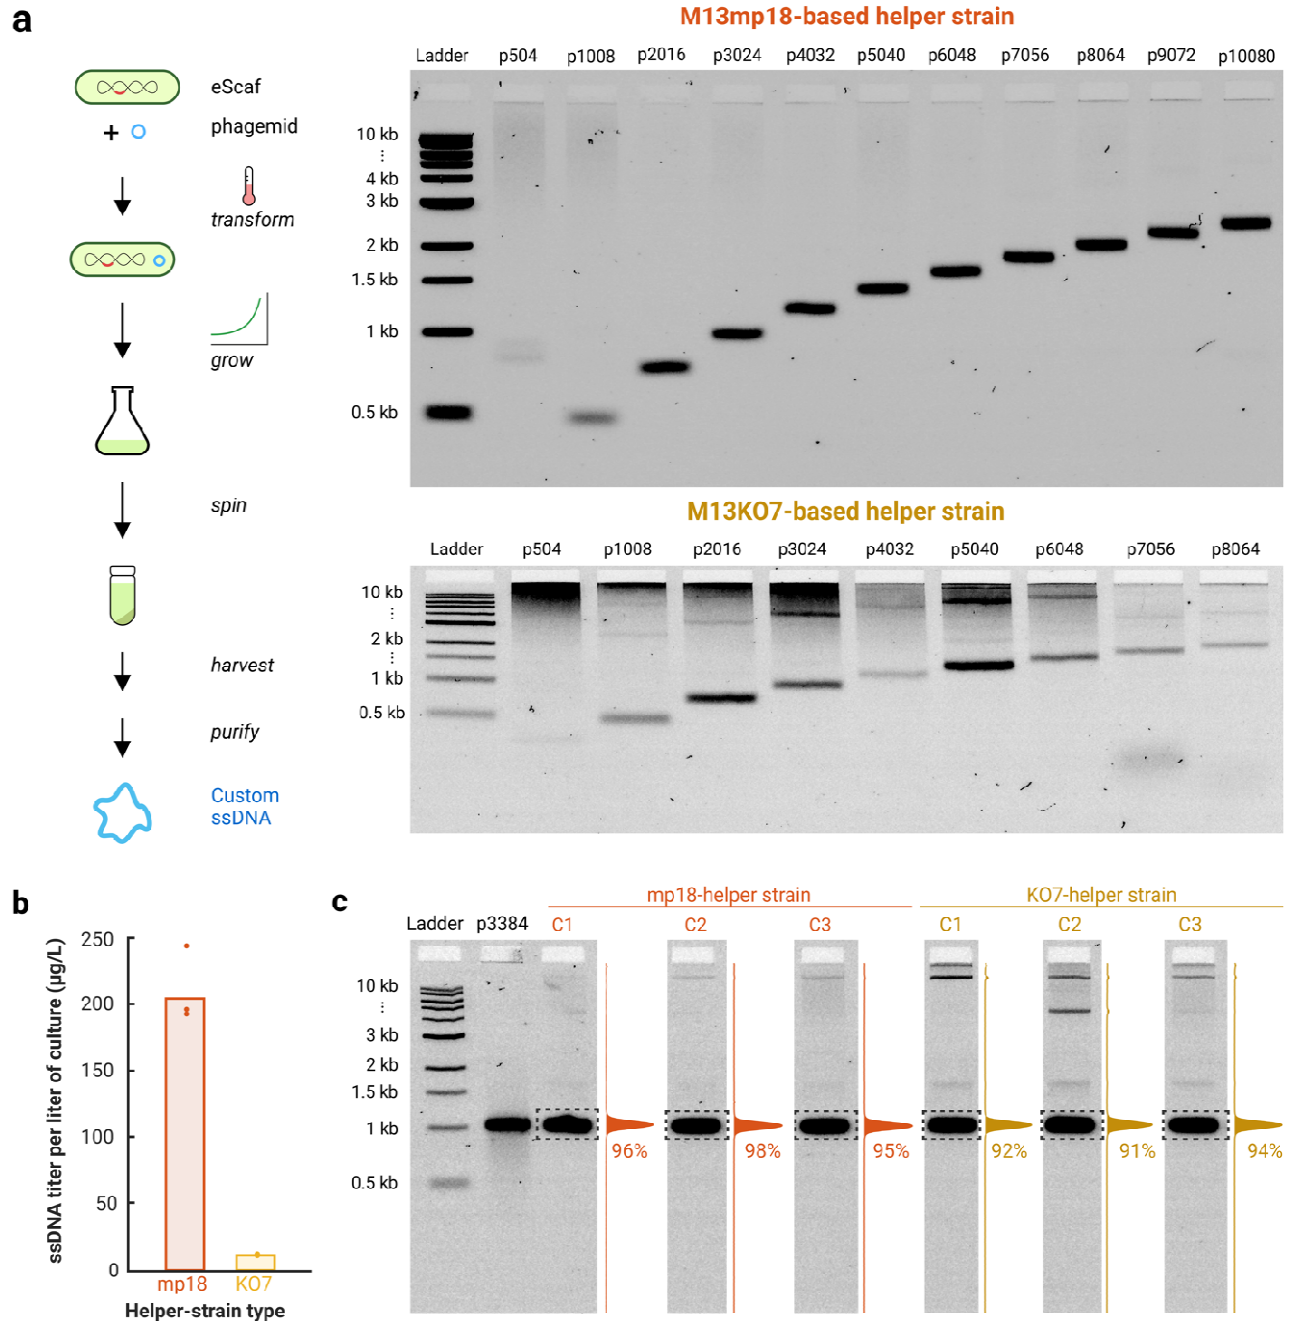 a
eScaf
+ phagemid
transform
grow
spin
harvest
purify
Custom
ssDNA
M13mp18-based helper strain
Ladder p504 p1008 p2016 p3024 p4032 p5040 p6048 p7056 p8064 p9072 p10080
10 kb
⋮
4 kb
3 kb
2 kb
1.5 kb
1 kb
0.5 kb
M13KO7-based helper strain
Ladder p504 p1008 p2016 p3024 p4032 p5040 p6048 p7056 p8064
10 kb
⋮
2 kb
⋮
1 kb
0.5 kb
b
ssDNA titer per liter of culture (µg/L)
250
200
150
100
50
0
mp18 KO7
Helper-strain type
c
mp18-helper strain KO7-helper strain
Ladder p3384 C1 C2 C3 C1 C2 C3
10 kb
⋮
3 kb
2 kb
1.5 kb
1 kb
0.5 kb
96% 98% 95% 92% 91% 94%